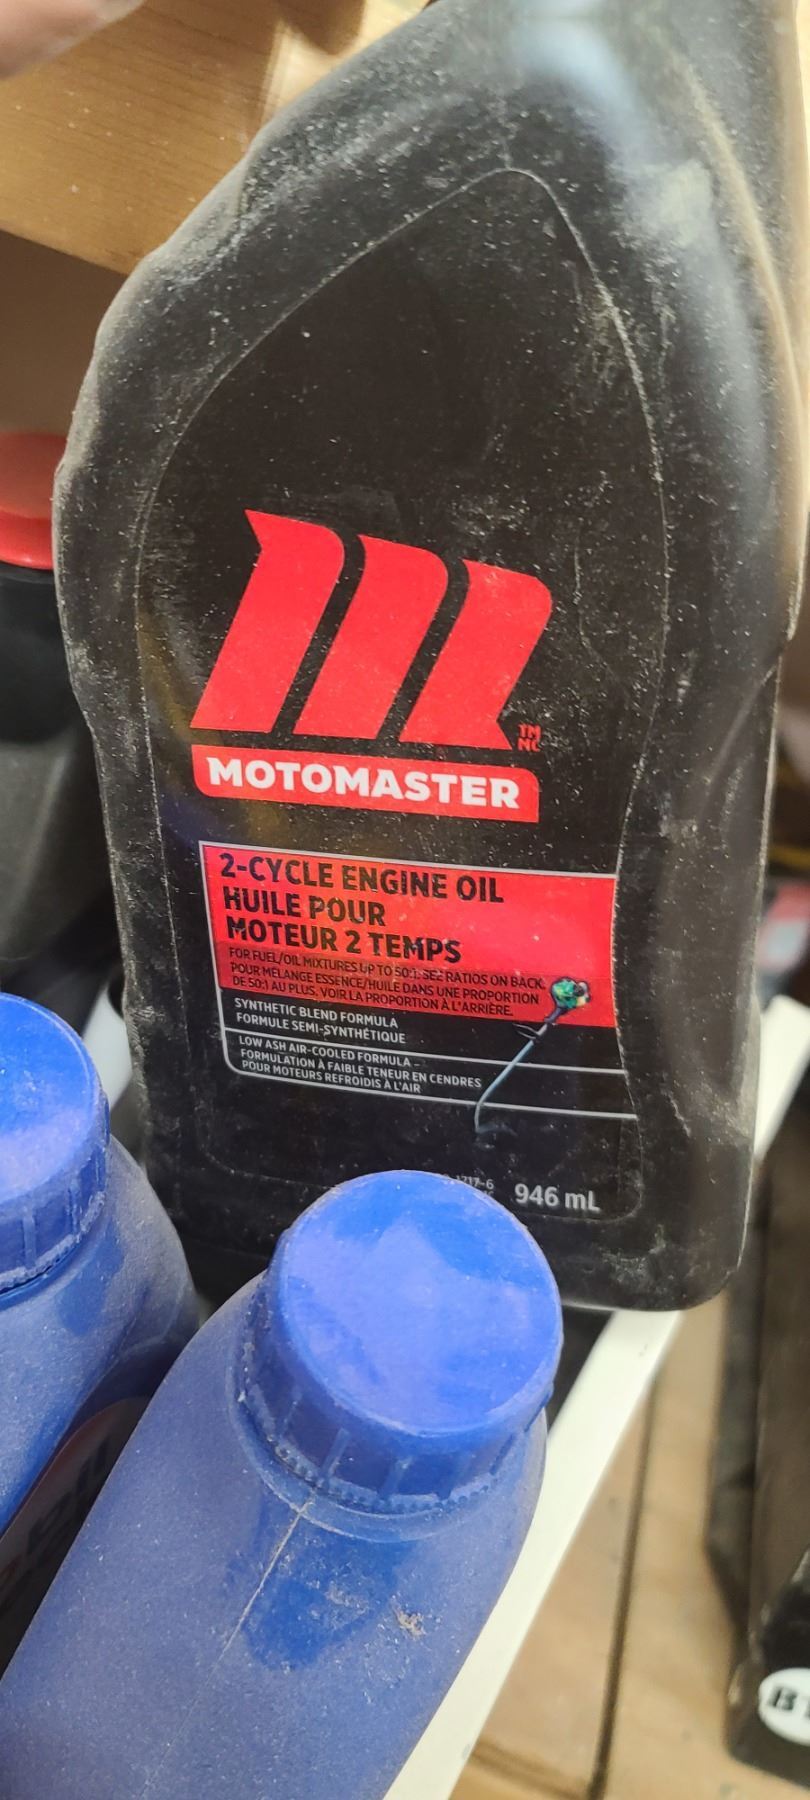 TM
MC
MOTOMASTER
2-CYCLE ENGINE OIL
HUILE POUR
MOTEUR 2 TEMPS
FOR FUEL/OIL MIXTURES UP TO 50:1. SEE RATIOS ON BACK.
POUR MÉLANGE ESSENCE/HUILE DANS UNE PROPORTION
DE 50:1 AU PLUS. VOIR LA PROPORTION À L'ARRIÈRE.
SYNTHETIC BLEND FORMULA
FORMULE SEMI-SYNTHÉTIQUE
LOW ASH AIR-COOLED FORMULA –
FORMULATION À FAIBLE TENEUR EN CENDRES
POUR MOTEURS REFROIDIS À L'AIR
946 mL